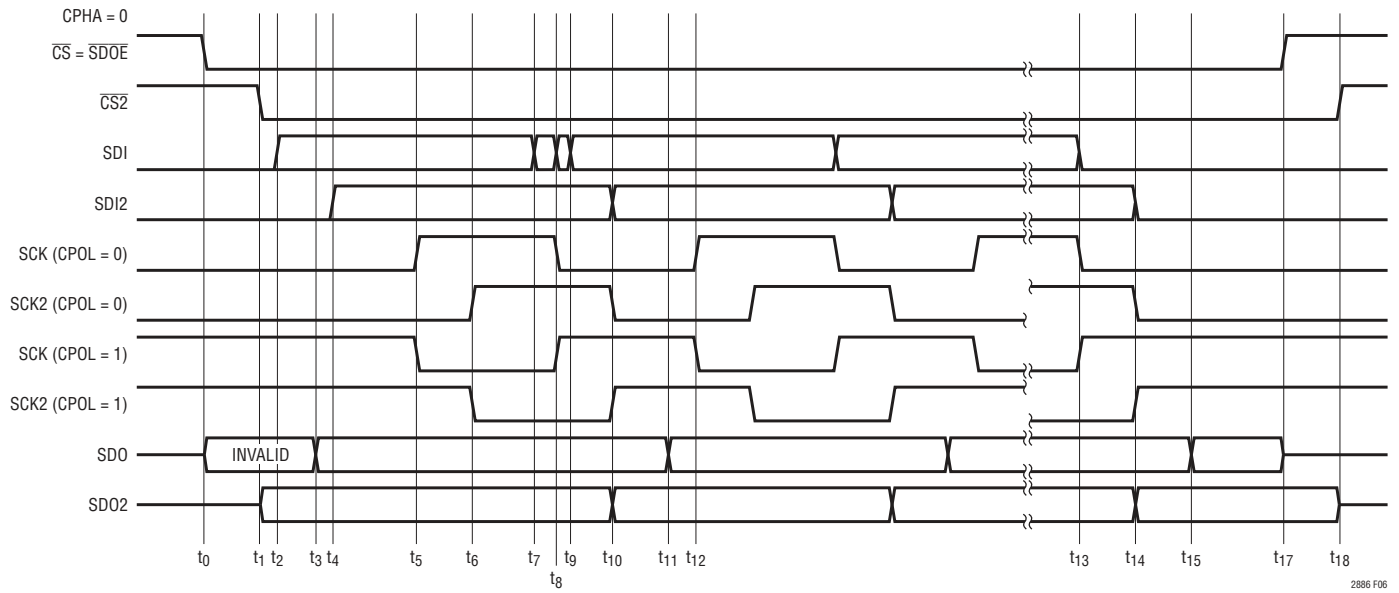 CPHA = 0
CS = SDOE
CS2
SDI
SDI2
SCK (CPOL = 0)
SCK2 (CPOL = 0)
SCK (CPOL = 1)
SCK2 (CPOL = 1)
SDO INVALID
SDO2
t0 t1 t2 t3 t4 t5 t6 t7 t8 t9 t10 t11 t12 t13 t14 t15 t17 t18
2886 F06